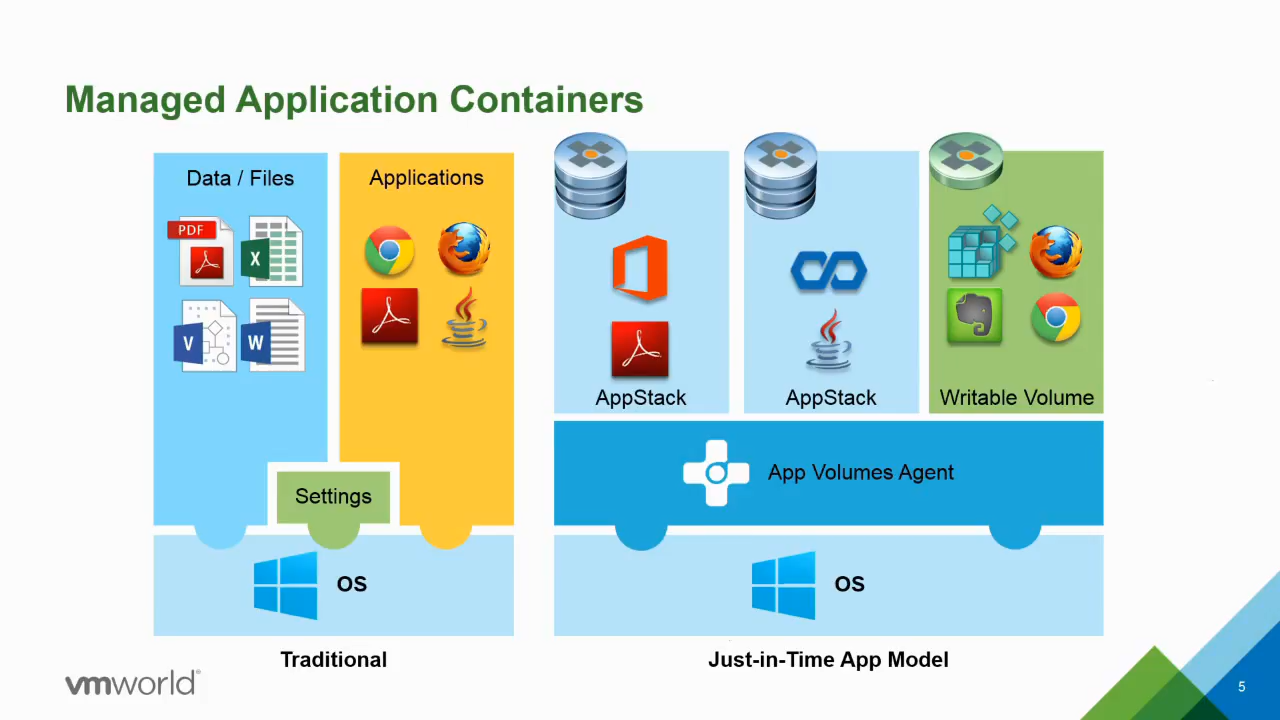 Managed Application Containers
Data / Files
Applications
PDF
X
V
W
Settings
OS
Traditional
AppStack
AppStack
Writable Volume
App Volumes Agent
OS
Just-in-Time App Model
vmworld®
5